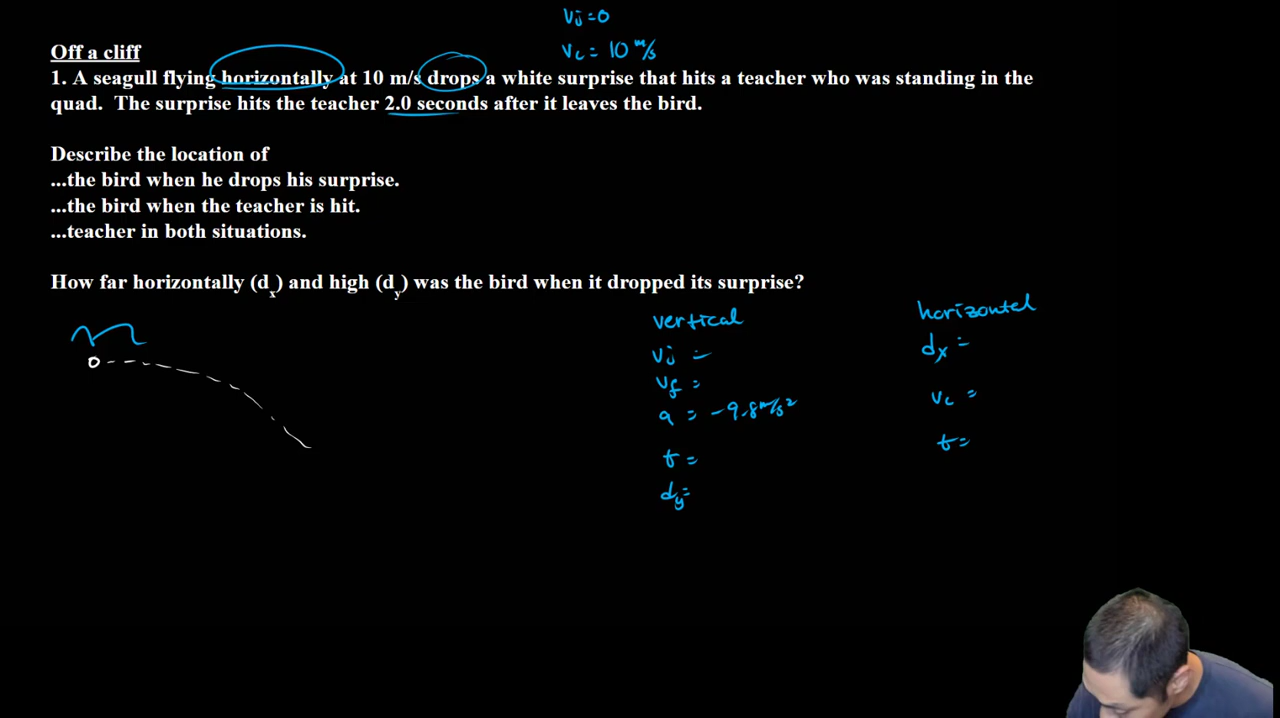 vi = 0
vc = 10 m/s
Off a cliff
1. A seagull flying horizontally at 10 m/s drops a white surprise that hits a teacher who was standing in the
quad.  The surprise hits the teacher 2.0 seconds after it leaves the bird.
Describe the location of
...the bird when he drops his surprise.
...the bird when the teacher is hit.
...teacher in both situations.
How far horizontally (dx) and high (dy) was the bird when it dropped its surprise?
vertical
vi =
vf =
a = -9.8 m/s²
t =
dy =
horizontal
dx =
vc =
t =